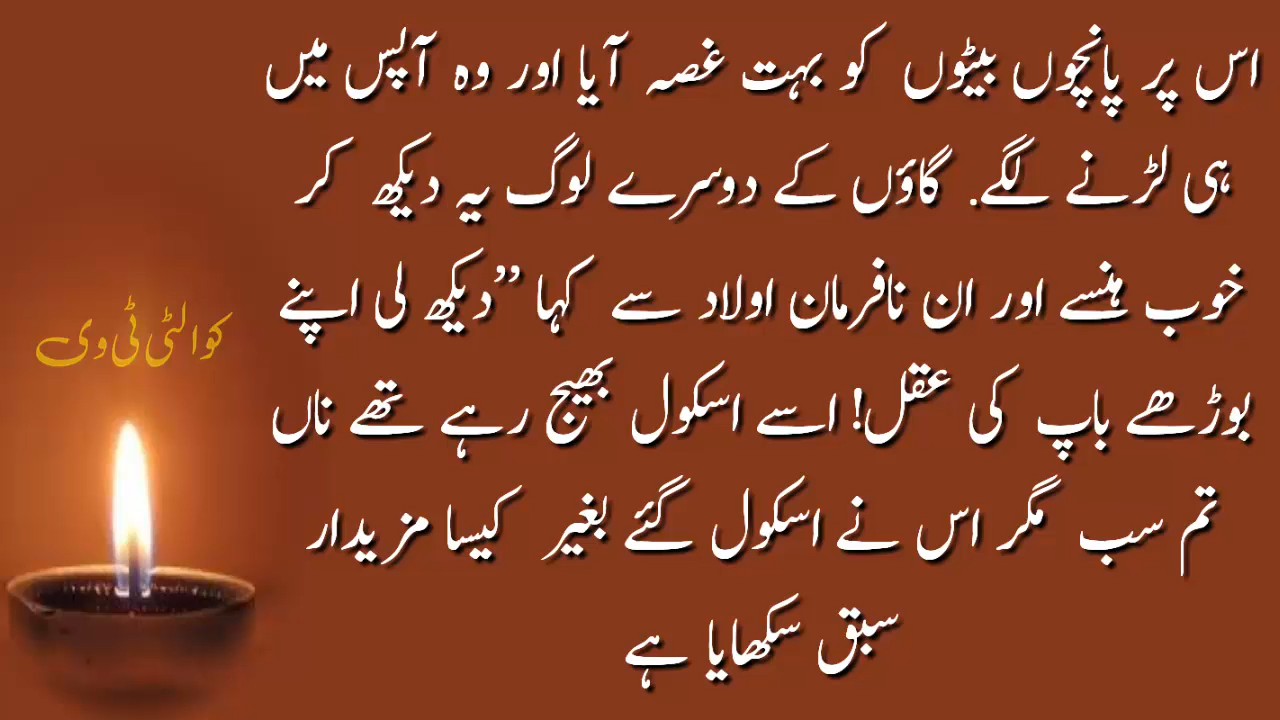 اس پر پانچوں بیٹوں کو بہت غصہ آیا اور وہ آپس میں
ہی لڑنے لگے. گاؤں کے دوسرے لوگ یہ دیکھ کر
خوب ہنسے اور ان نافرمان اولاد سے کہا ”دیکھ لی اپنے
بوڑھے باپ کی عقل! اسے اسکول بھیج رہے تھے ناں
تم سب مگر اس نے اسکول گئے بغیر کیسا مزیدار
سبق سکھایا ہے
کوالٹی ٹی وی